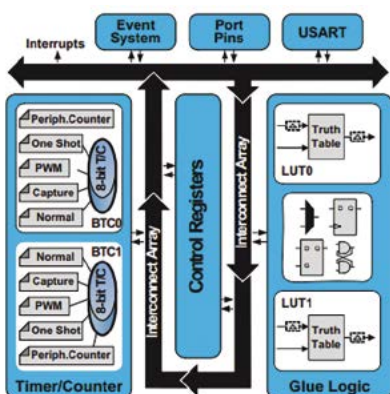 Event
System
Port
Pins
USART
Interrupts
Periph.Counter
One Shot
PWM
Capture
Normal
8-bit T/C
BTC0
BTC1
Normal
Capture
PWM
One Shot
Periph.Counter
8-bit T/C
Timer/Counter
Interconnect Array
Control Registers
Interconnect Array
Truth
Table
LUT0
LUT1
Truth
Table
Glue Logic